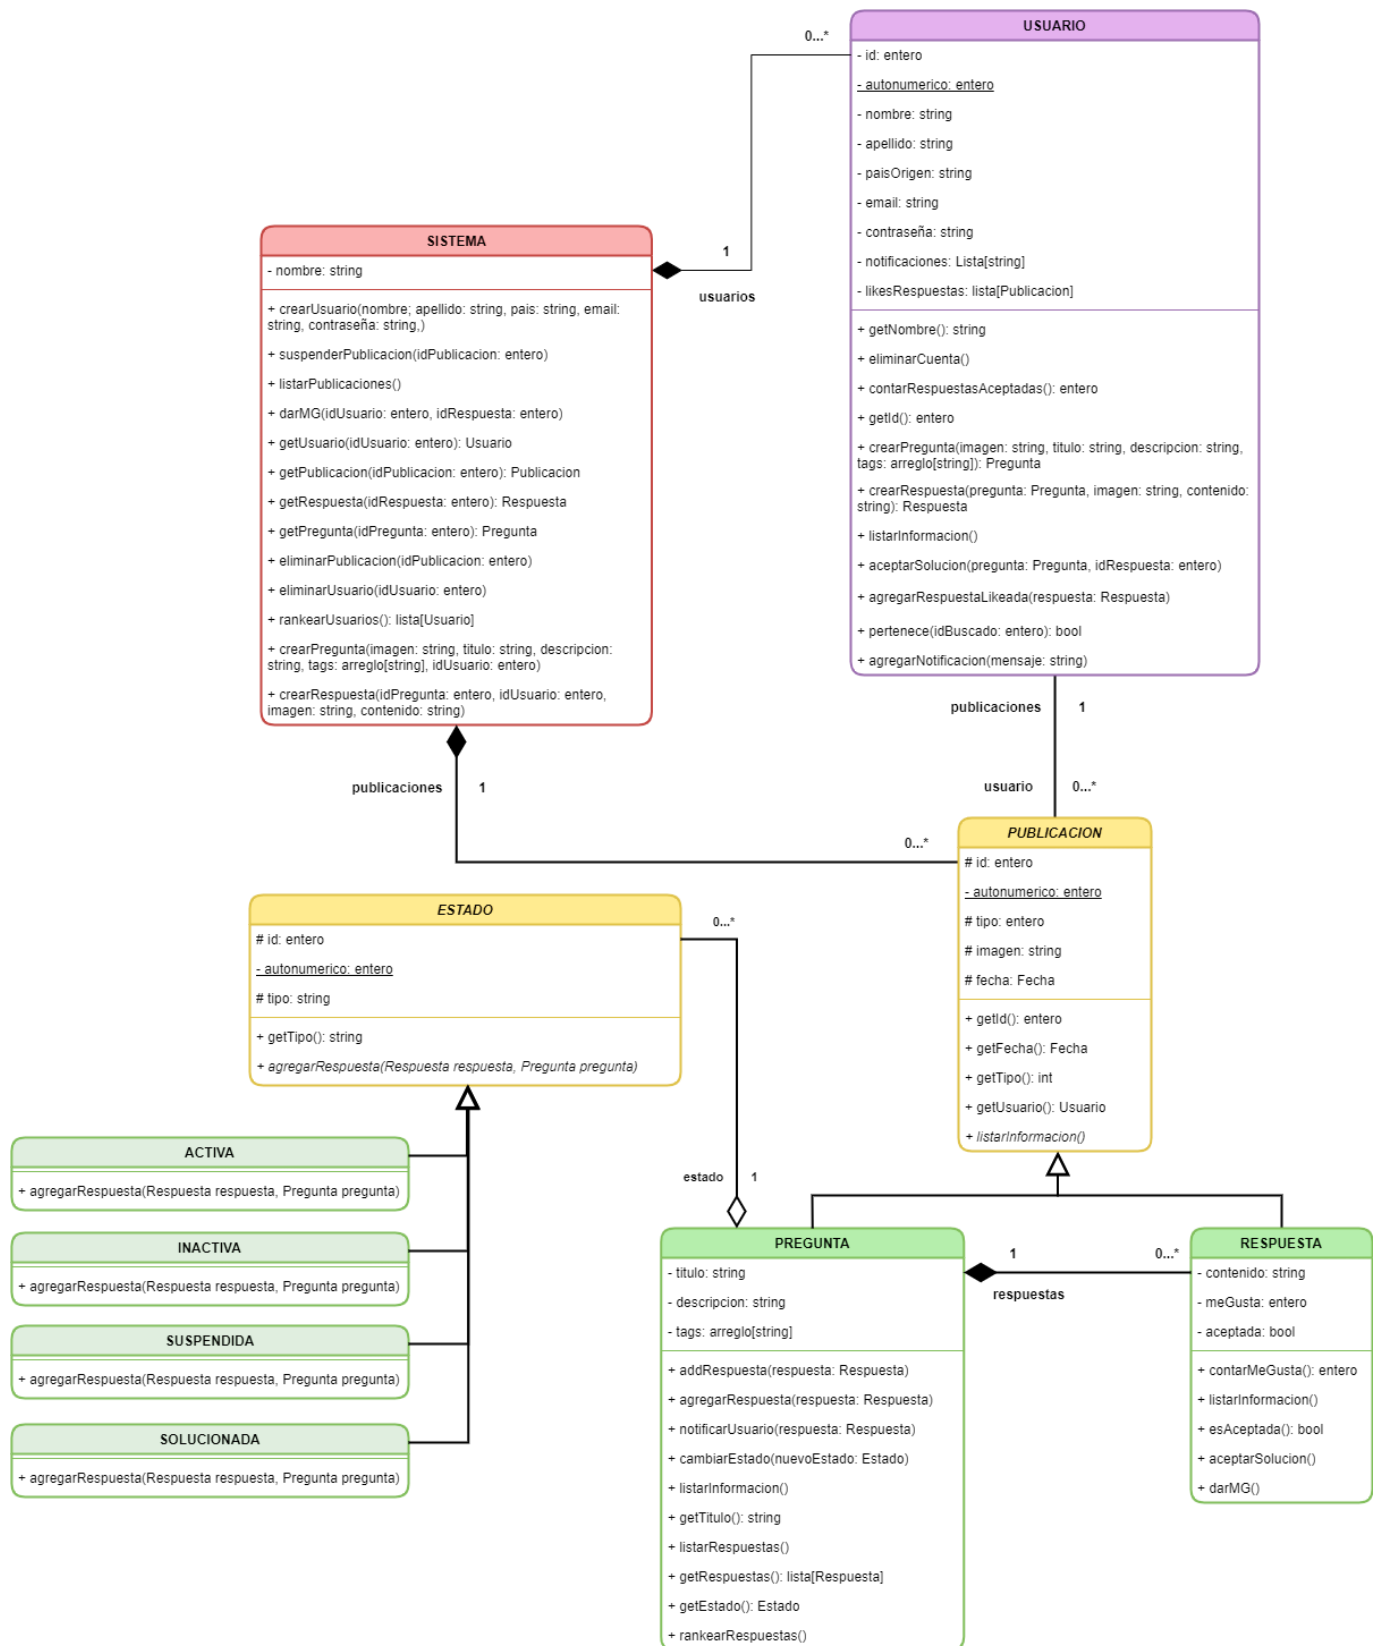 USUARIO
- id: entero
- autonumerico: entero
- nombre: string
- apellido: string
- paisOrigen: string
- email: string
- contraseña: string
- notificaciones: Lista[string]
- likesRespuestas: lista[Publicacion]
+ getNombre(): string
+ eliminarCuenta()
+ contarRespuestasAceptadas(): entero
+ getId(): entero
+ crearPregunta(imagen: string, titulo: string, descripcion: string,
tags: arreglo[string]): Pregunta
+ crearRespuesta(pregunta: Pregunta, imagen: string, contenido:
string): Respuesta
+ listarInformacion()
+ aceptarSolucion(pregunta: Pregunta, idRespuesta: entero)
+ agregarRespuestaLikeada(respuesta: Respuesta)
+ pertenece(idBuscado: entero): bool
+ agregarNotificacion(mensaje: string)
0...*
1
usuarios
SISTEMA
- nombre: string
+ crearUsuario(nombre; apellido: string, pais: string, email:
string, contraseña: string,)
+ suspenderPublicacion(idPublicacion: entero)
+ listarPublicaciones()
+ darMG(idUsuario: entero, idRespuesta: entero)
+ getUsuario(idUsuario: entero): Usuario
+ getPublicacion(idPublicacion: entero): Publicacion
+ getRespuesta(idRespuesta: entero): Respuesta
+ getPregunta(idPregunta: entero): Pregunta
+ eliminarPublicacion(idPublicacion: entero)
+ eliminarUsuario(idUsuario: entero)
+ rankearUsuarios(): lista[Usuario]
+ crearPregunta(imagen: string, titulo: string, descripcion:
string, tags: arreglo[string], idUsuario: entero)
+ crearRespuesta(idPregunta: entero, idUsuario: entero,
imagen: string, contenido: string)
publicaciones 1
usuario 0...*
publicaciones 1
0...*
PUBLICACION
# id: entero
- autonumerico: entero
# tipo: entero
# imagen: string
# fecha: Fecha
+ getId(): entero
+ getFecha(): Fecha
+ getTipo(): int
+ getUsuario(): Usuario
+ listarInformacion()
ESTADO
# id: entero
- autonumerico: entero
# tipo: string
+ getTipo(): string
+ agregarRespuesta(Respuesta respuesta, Pregunta pregunta)
0...*
estado 1
ACTIVA
+ agregarRespuesta(Respuesta respuesta, Pregunta pregunta)
INACTIVA
+ agregarRespuesta(Respuesta respuesta, Pregunta pregunta)
SUSPENDIDA
+ agregarRespuesta(Respuesta respuesta, Pregunta pregunta)
SOLUCIONADA
+ agregarRespuesta(Respuesta respuesta, Pregunta pregunta)
PREGUNTA
- titulo: string
- descripcion: string
- tags: arreglo[string]
+ addRespuesta(respuesta: Respuesta)
+ agregarRespuesta(respuesta: Respuesta)
+ notificarUsuario(respuesta: Respuesta)
+ cambiarEstado(nuevoEstado: Estado)
+ listarInformacion()
+ getTitulo(): string
+ listarRespuestas()
+ getRespuestas(): lista[Respuesta]
+ getEstado(): Estado
+ rankearRespuestas()
1 0...*
respuestas
RESPUESTA
- contenido: string
- meGusta: entero
- aceptada: bool
+ contarMeGusta(): entero
+ listarInformacion()
+ esAceptada(): bool
+ aceptarSolucion()
+ darMG()